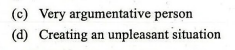 (c) Very argumentative person
(d) Creating an unpleasant situation